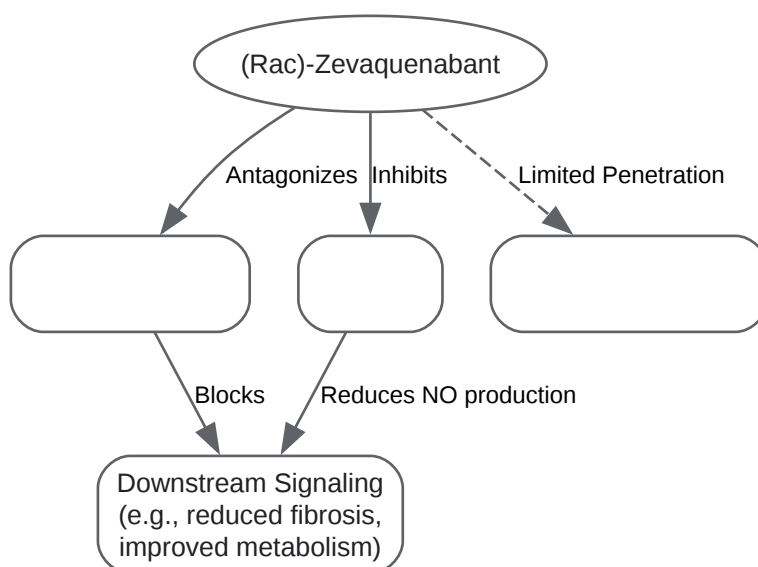 (Rac)-Zevaquenabant
Antagonizes
Inhibits
Limited Penetration
Blocks
Reduces NO production
Downstream Signaling
(e.g., reduced fibrosis,
improved metabolism)